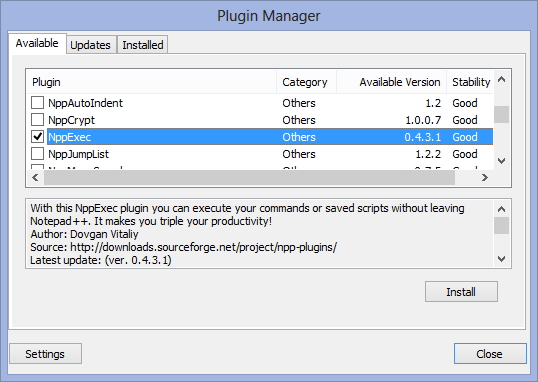 Plugin Manager
Available Updates Installed
Plugin Category Available Version Stability
NppAutoIndent Others 1.2 Good
NppCrypt Others 1.0.0.7 Good
NppExec Others 0.4.3.1 Good
NppJumpList Others 1.2.2 Good
With this NppExec plugin you can execute your commands or saved scripts without leaving
Notepad++. It makes you triple your productivity!
Author: Dovgan Vitaliy
Source: http://downloads.sourceforge.net/project/npp-plugins/
Latest update: (ver. 0.4.3.1)
Install
Settings Close